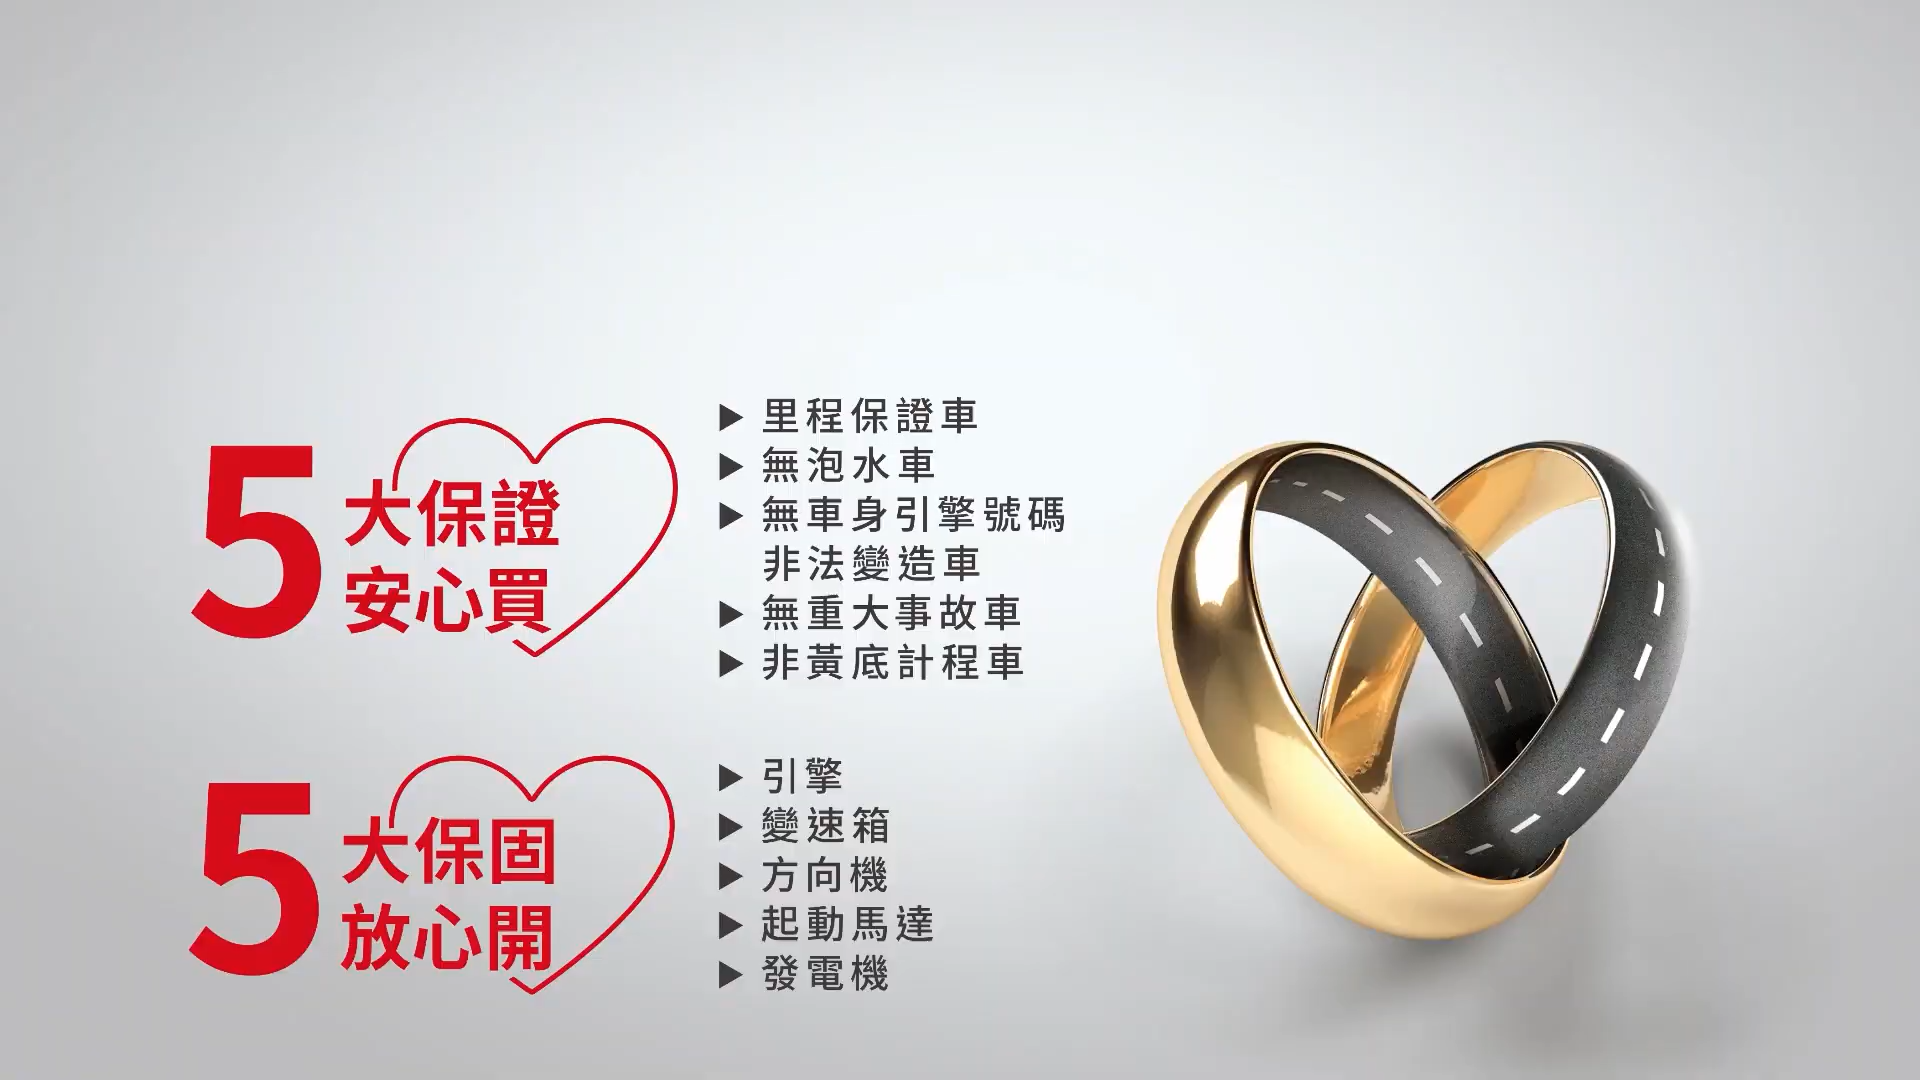 5大保證
安心買
▶ 里程保證車
▶ 無泡水車
▶ 無車身引擎號碼
非法變造車
▶ 無重大事故車
▶ 非黃底計程車
5大保固
放心開
▶ 引擎
▶ 變速箱
▶ 方向機
▶ 起動馬達
▶ 發電機